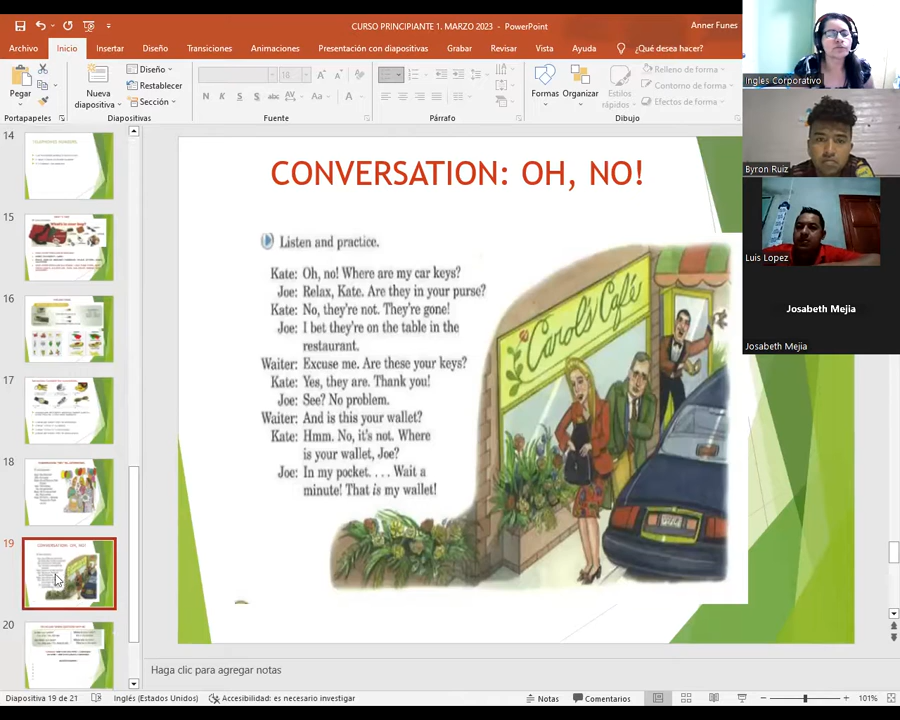 CURSO PRINCIPIANTE 1. MARZO 2023 - PowerPoint
Anner Funes
Archivo
Inicio
Insertar
Diseño
Transiciones
Animaciones
Presentación con diapositivas
Grabar
Revisar
Vista
Ayuda
¿Qué desea hacer?
Pegar
Nueva
diapositiva
Diseño
Restablecer
Sección
18
N
K
S
S
abc
AV
Aa
A
Formas
Organizar
Estilos
rápidos
Relleno de forma
Contorno de forma
Efectos de forma
Portapapeles
Diapositivas
Fuente
Párrafo
Dibujo
14
15
16
17
18
19
20
CONVERSATION: OH, NO!
Listen and practice.
Kate: Oh, no! Where are my car keys?
Joe: Relax, Kate. Are they in your purse?
Kate: No, they're not. They're gone!
Joe: I bet they're on the table in the
restaurant.
Waiter: Excuse me. Are these your keys?
Kate: Yes, they are. Thank you!
Joe: See? No problem.
Waiter: And is this your wallet?
Kate: Hmm. No, it's not. Where
is your wallet, Joe?
Joe: In my pocket. . . . Wait a
minute! That is my wallet!
Carol's Café
Ingles Corporativo
Byron Ruiz
Luis Lopez
Josabeth Mejia
Josabeth Mejia
Haga clic para agregar notas
Diapositiva 19 de 21
Inglés (Estados Unidos)
Accesibilidad: es necesario investigar
Notas
Comentarios
101%